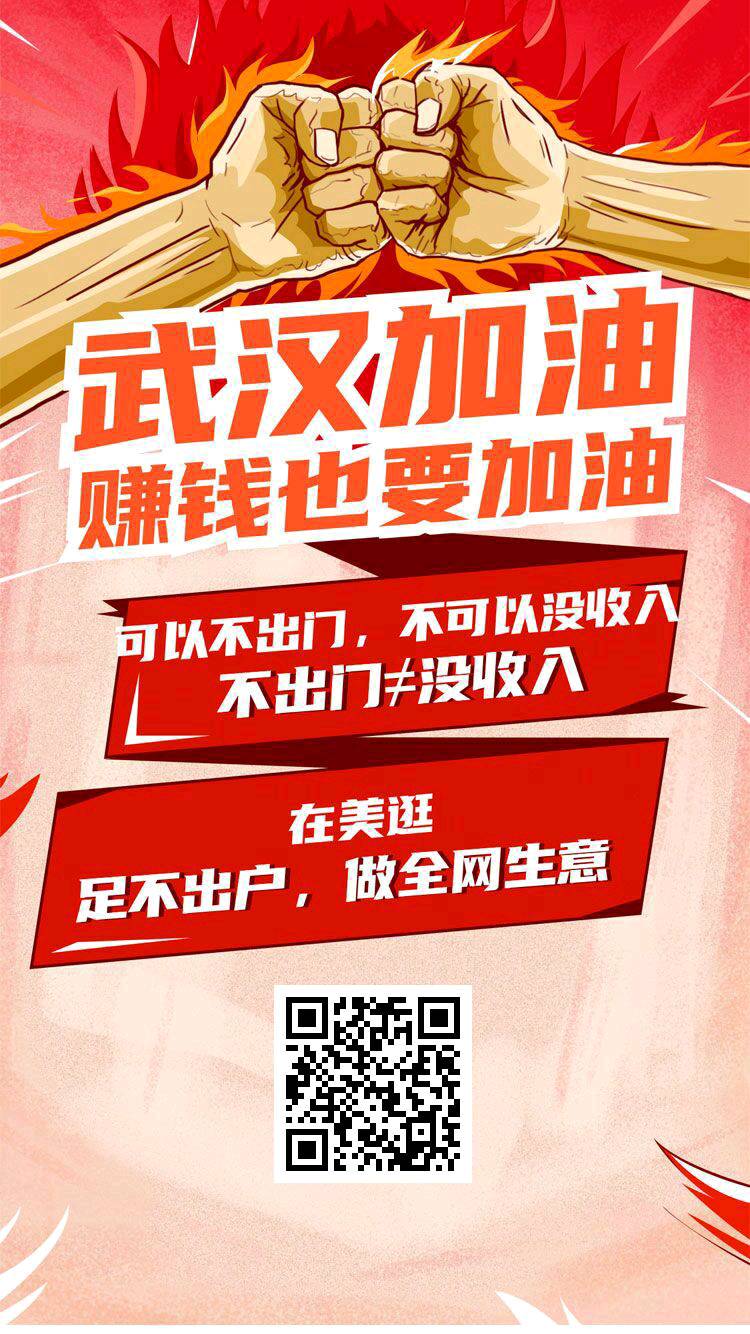 武汉加油
赚钱也要加油
可以不出门，不可以没收入
不出门≠没收入
在美逛
足不出户，做全网生意